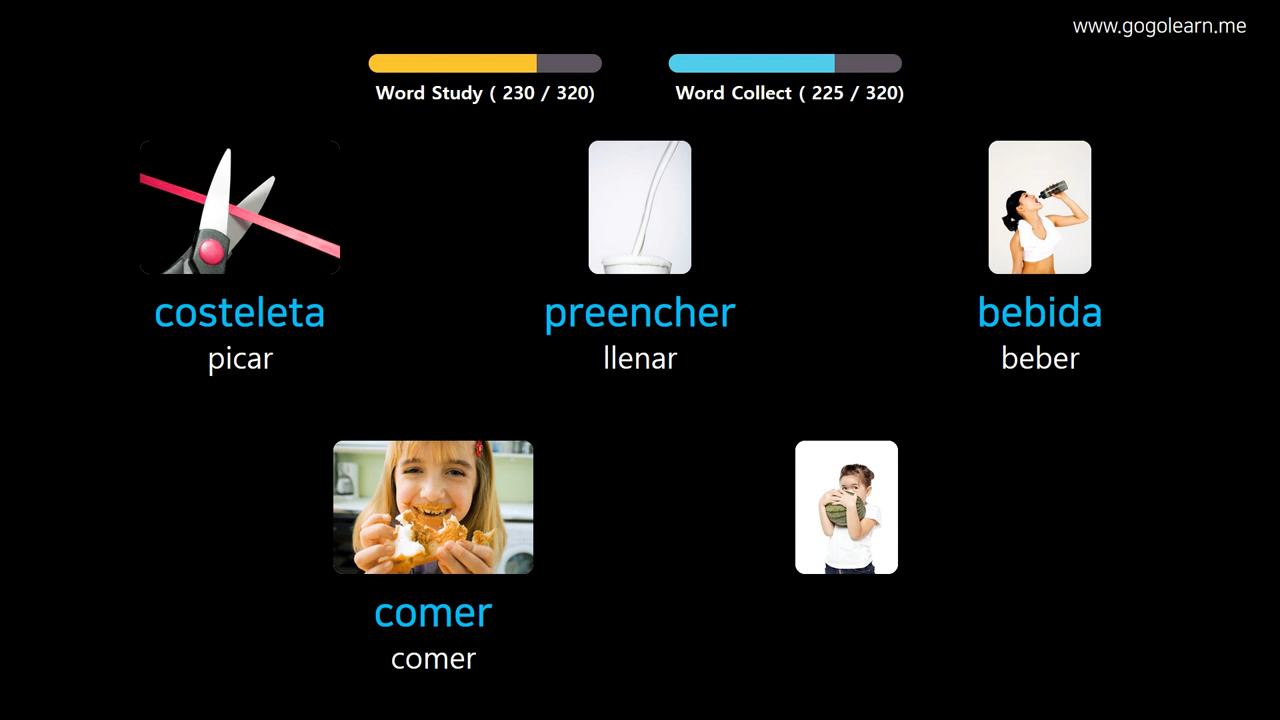 www.gogolearn.me
Word Study ( 230 / 320)
Word Collect ( 225 / 320)
costeleta
picar
preencher
llenar
bebida
beber
comer
comer